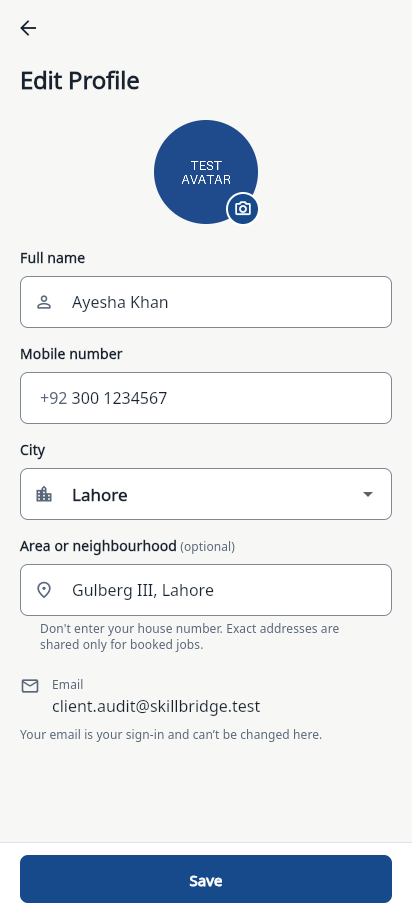 Edit Profile
TEST
AVATAR
Full name
Ayesha Khan
Mobile number
+92 300 1234567
City
Lahore
Area or neighbourhood (optional)
Gulberg III, Lahore
Don't enter your house number. Exact addresses are
shared only for booked jobs.
Email
client.audit@skillbridge.test
Your email is your sign-in and can’t be changed here.
Save